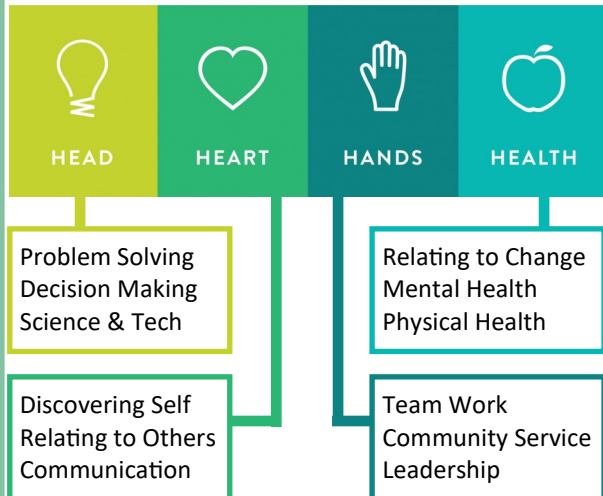 HEAD
HEART
HANDS
HEALTH
Problem Solving
Decision Making
Science & Tech
Relating to Change
Mental Health
Physical Health
Discovering Self
Relating to Others
Communication
Team Work
Community Service
Leadership